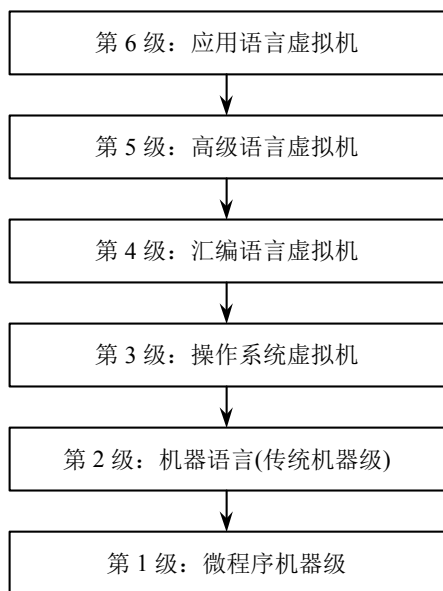 第 6 级：应用语言虚拟机
第 5 级：高级语言虚拟机
第 4 级：汇编语言虚拟机
第 3 级：操作系统虚拟机
第 2 级：机器语言(传统机器级)
第 1 级：微程序机器级